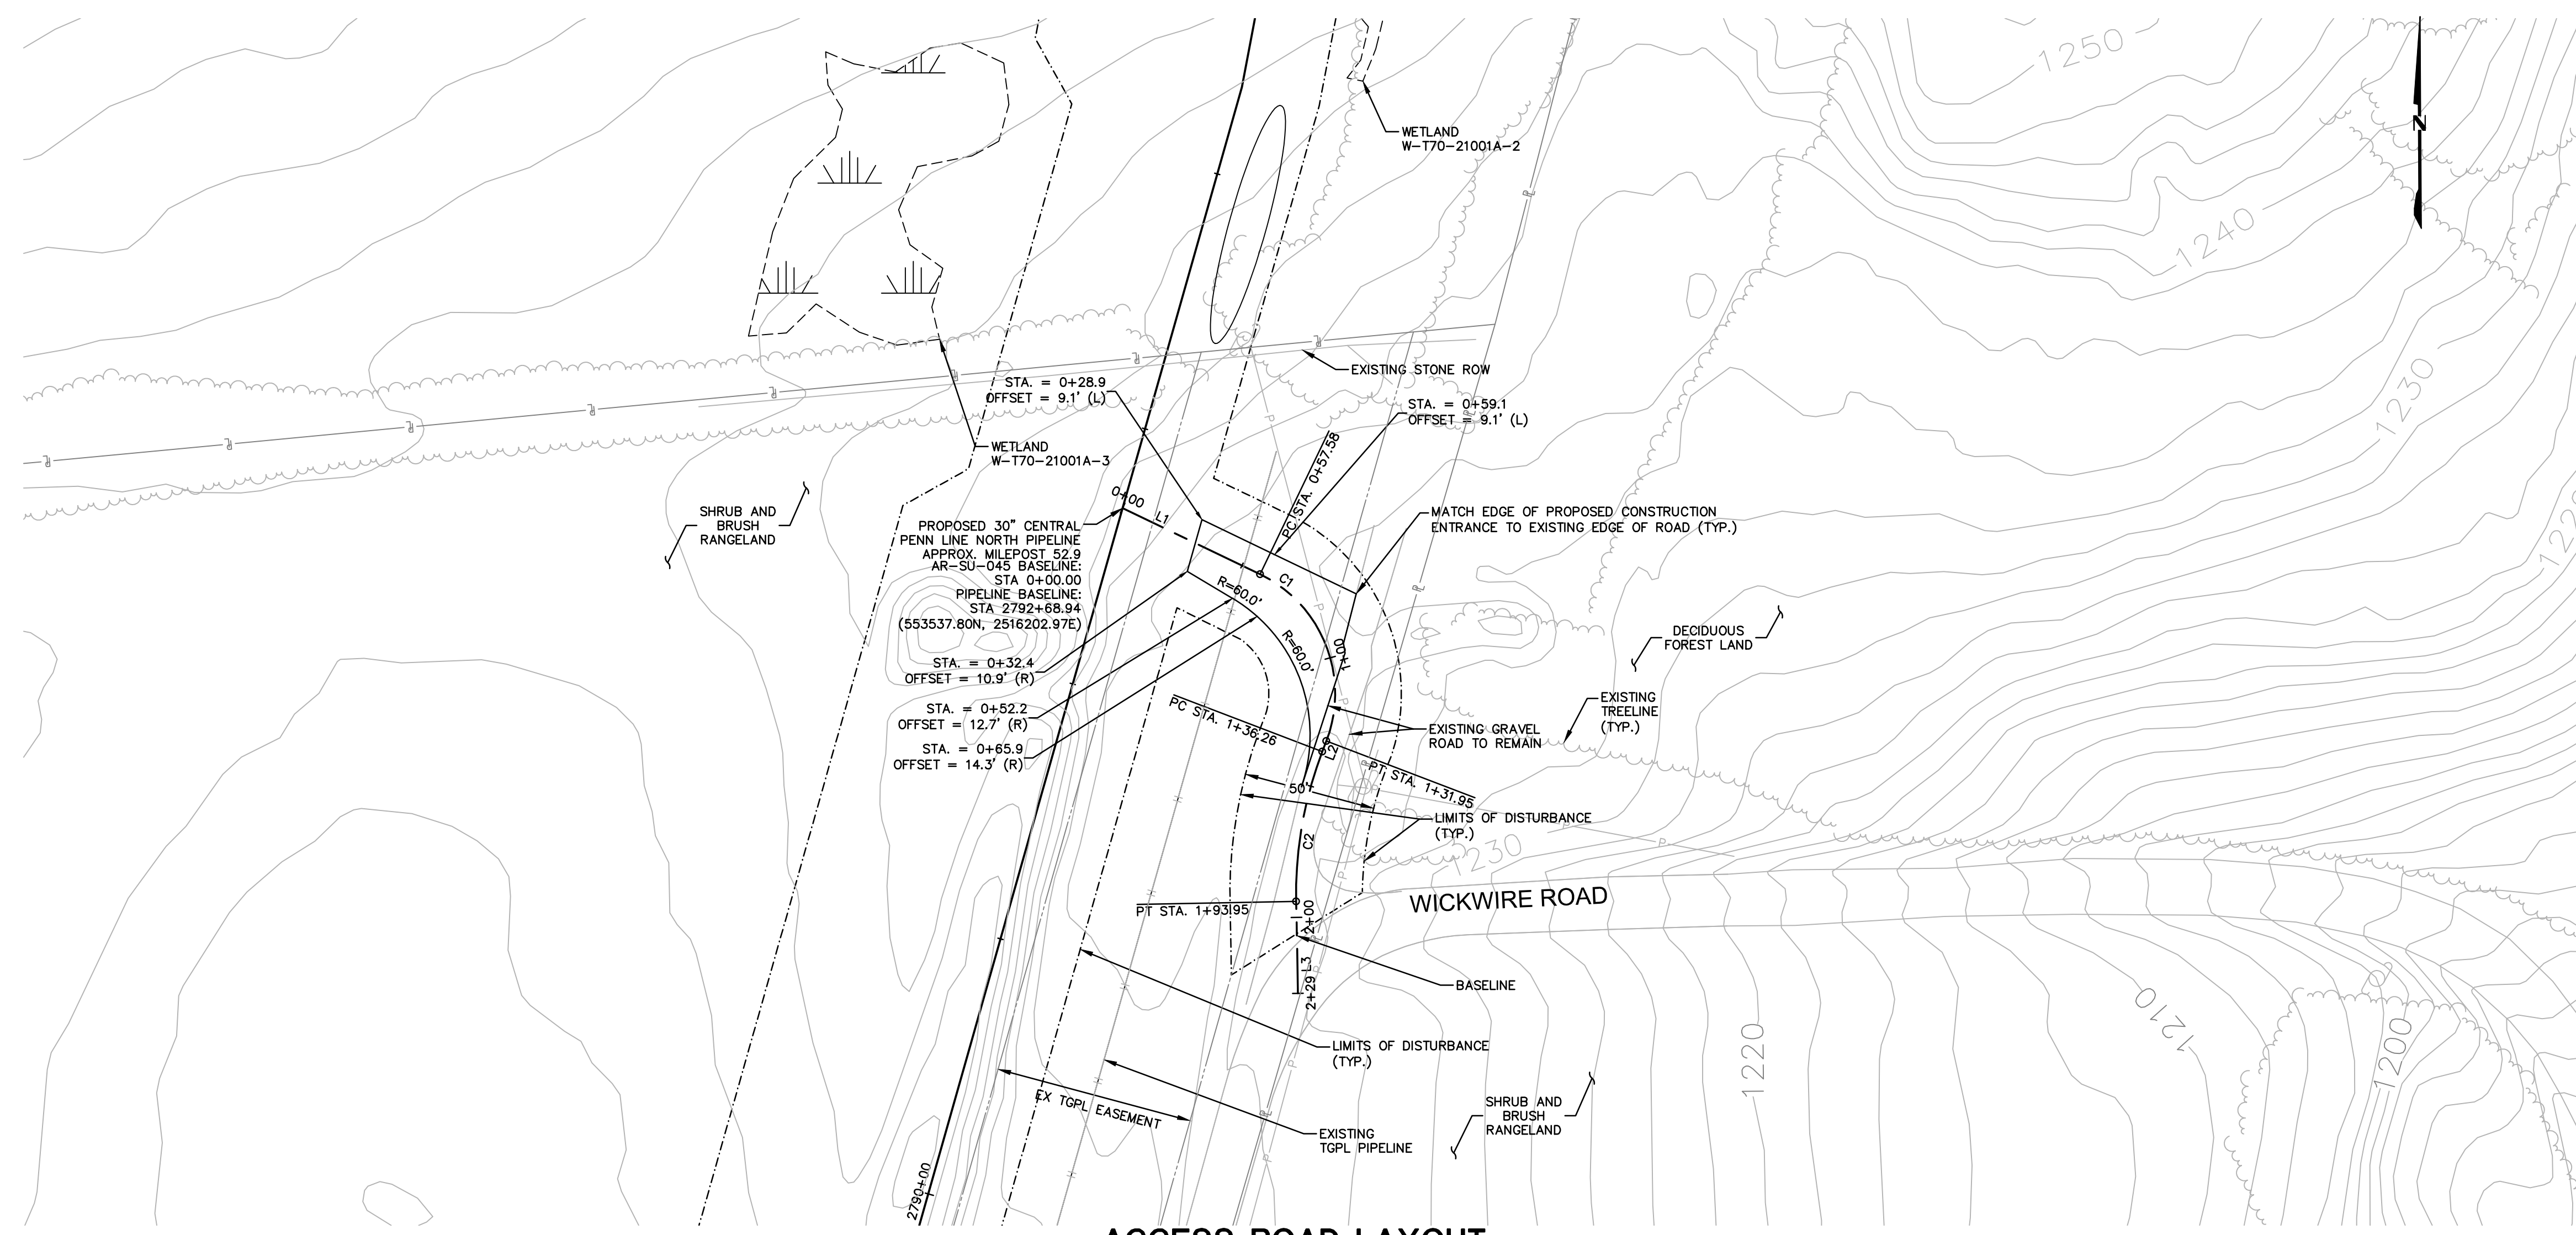 1250
N
WETLAND
W-T70-21001A-2
1240
EXISTING STONE ROW
STA. = 0+28.9
OFFSET = 9.1' (L)
STA. = 0+59.1
OFFSET = 9.1' (L)
1230
WETLAND
W-T70-21001A-3
PC STA. 0+57.58
0+00
L1
SHRUB AND
BRUSH
RANGELAND
MATCH EDGE OF PROPOSED CONSTRUCTION
ENTRANCE TO EXISTING EDGE OF ROAD (TYP.)
PROPOSED 30" CENTRAL
PENN LINE NORTH PIPELINE
APPROX. MILEPOST 52.9
AR-SU-045 BASELINE:
STA 0+00.00
PIPELINE BASELINE:
STA 2792+68.94
(553537.80N, 2516202.97E)
C1
R=60.0'
R=60.0'
1+00
DECIDUOUS
FOREST LAND
STA. = 0+32.4
OFFSET = 10.9' (R)
STA. = 0+52.2
OFFSET = 12.7' (R)
STA. = 0+65.9
OFFSET = 14.3' (R)
PC STA. 1+36.26
EXISTING
TREELINE
(TYP.)
EXISTING GRAVEL
ROAD TO REMAIN
L2
PT STA. 1+31.95
50'
LIMITS OF DISTURBANCE
(TYP.)
C2
1230
WICKWIRE ROAD
PT STA. 1+93.95
2+00
BASELINE
L3
2+29
LIMITS OF DISTURBANCE
(TYP.)
1220
1210
1200
EX TGPL EASEMENT
SHRUB AND
BRUSH
RANGELAND
EXISTING
TGPL PIPELINE
2790+00
ACCESS ROAD LAYOUT